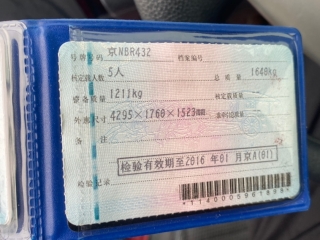 号牌号码 京NBR432 档案编号
核定载人数 5人 总质量 1640kg
整备质量 1211kg 核定载质量
外廓尺寸 4295×1760×1523mm 准牵引总质量
备注
检验有效期至2016年01月京A(01)
检验记录